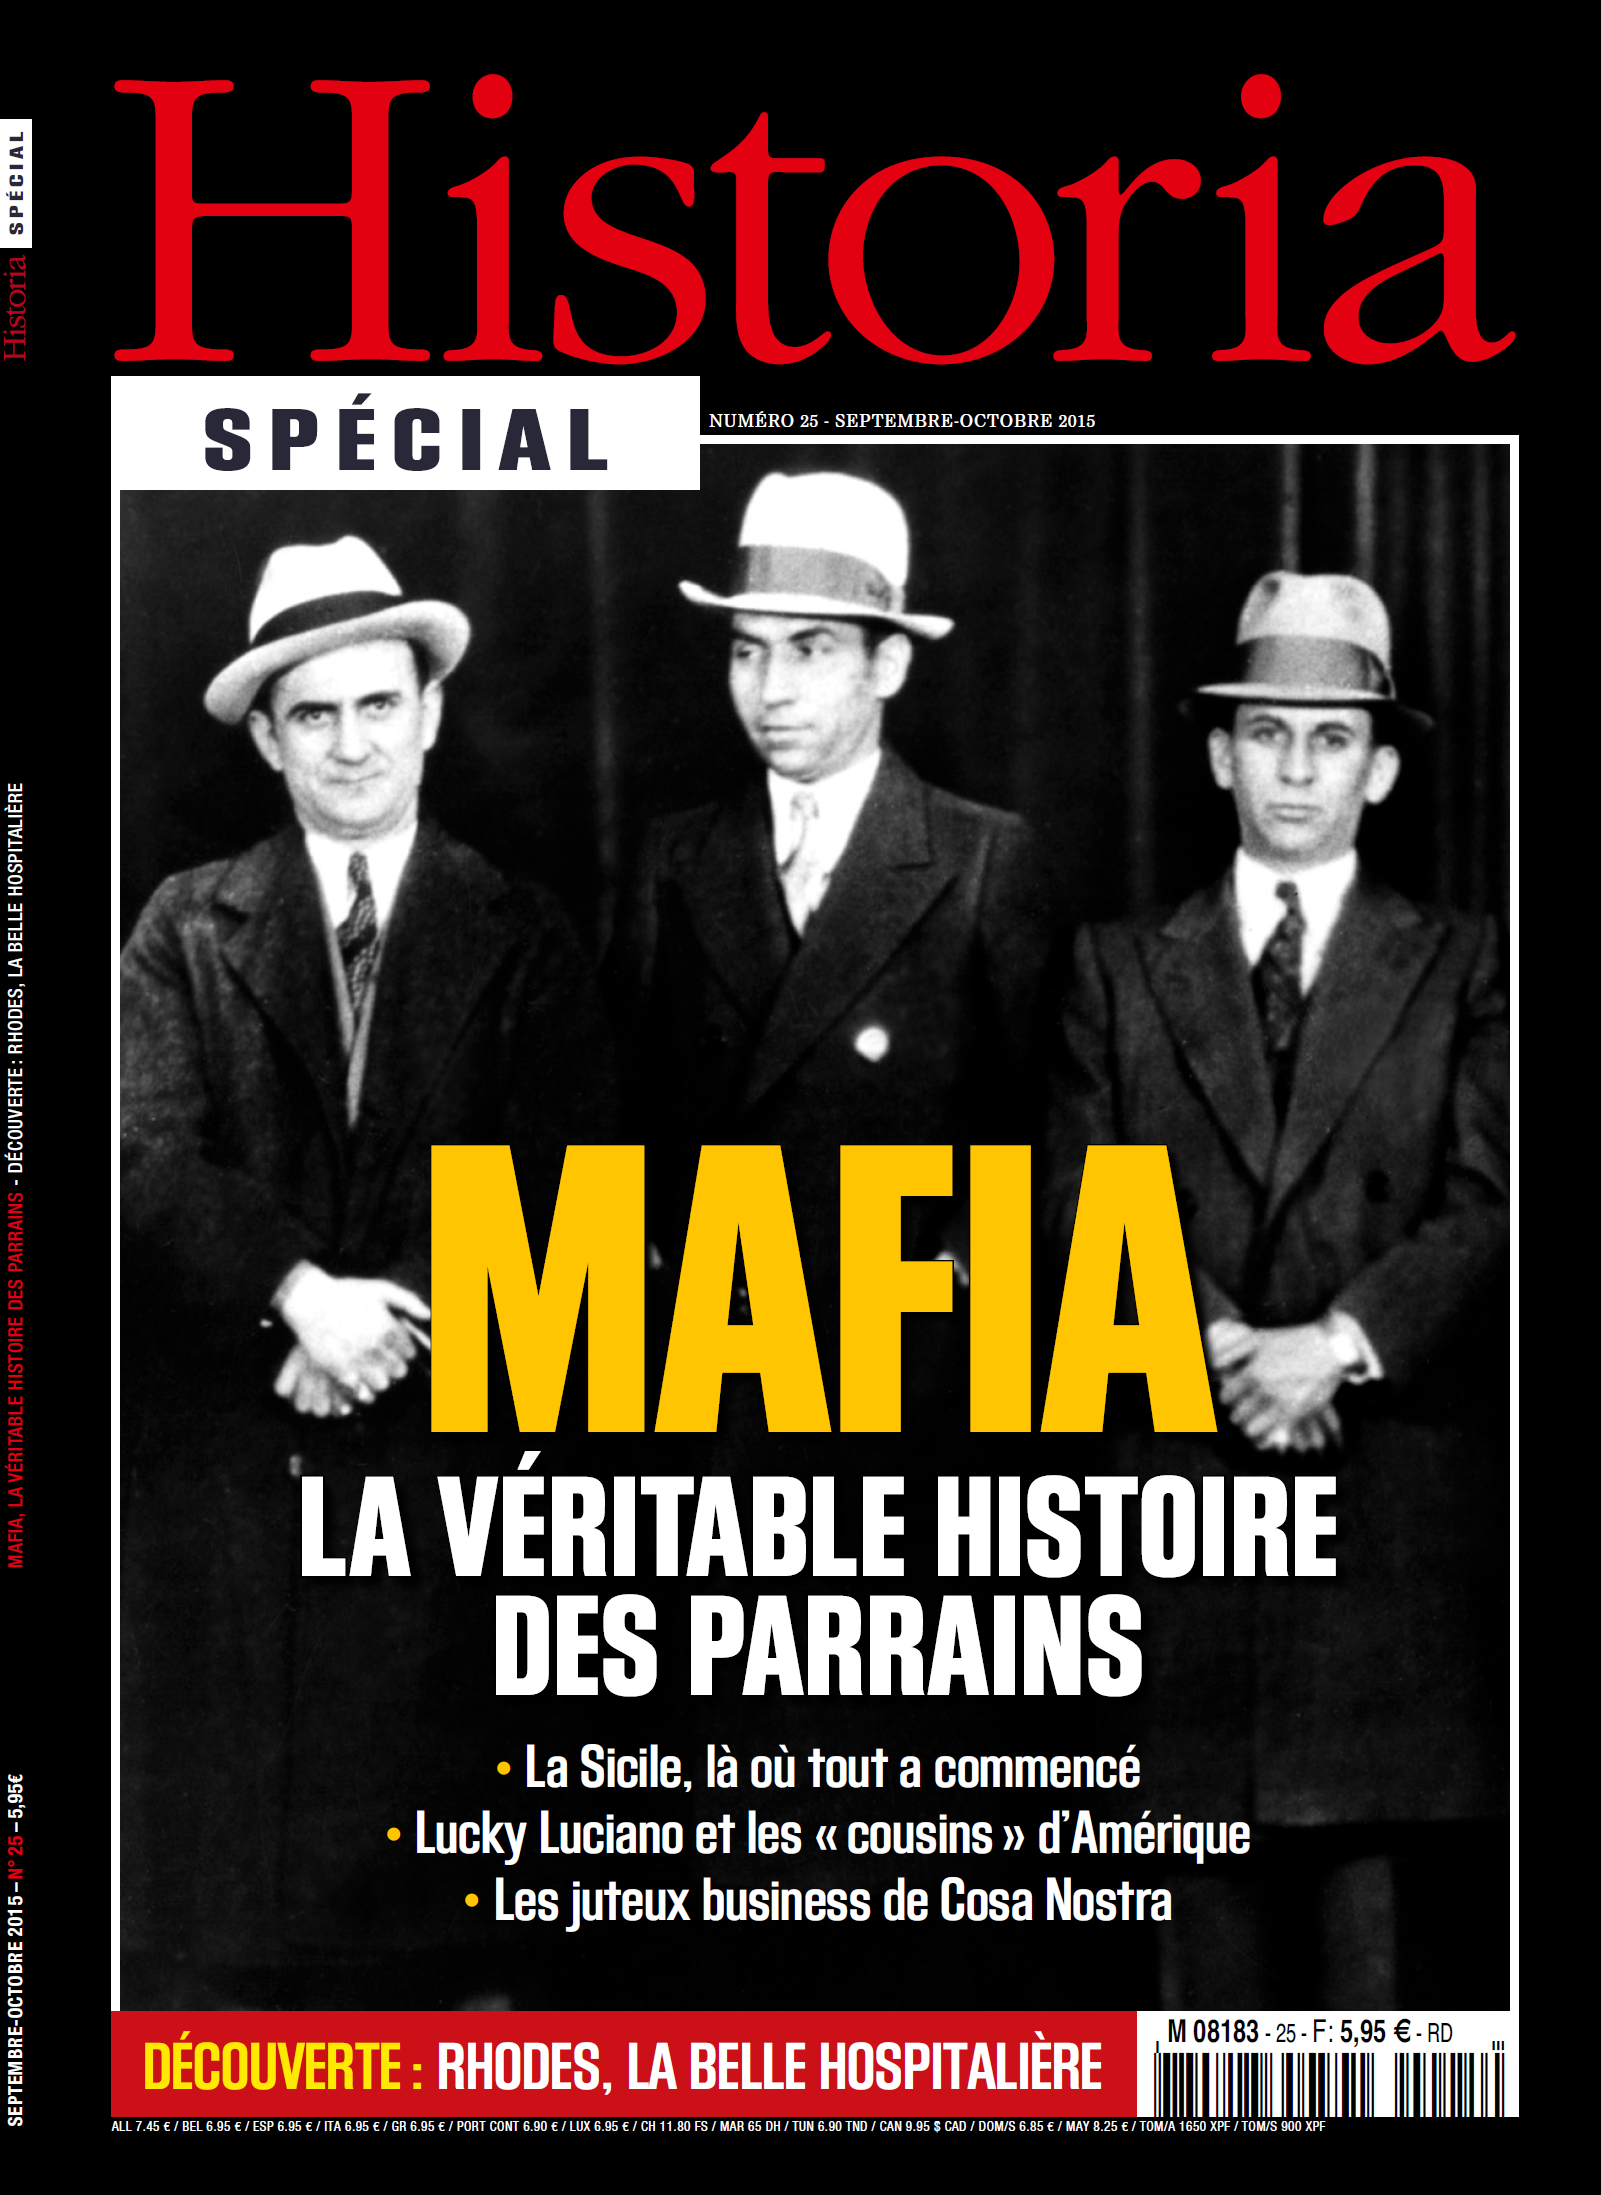 Historia
SPÉCIAL
NUMÉRO 25 - SEPTEMBRE-OCTOBRE 2015
MAFIA
LA VÉRITABLE HISTOIRE
DES PARRAINS
• La Sicile, là où tout a commencé
• Lucky Luciano et les « cousins » d'Amérique
• Les juteux business de Cosa Nostra
DÉCOUVERTE : RHODES, LA BELLE HOSPITALIÈRE
M 08183 - 25 - F: 5,95 € - RD
ALL 7.45 € / BEL 6.95 € / ESP 6.95 € / ITA 6.95 € / GR 6.95 € / PORT CONT 6.90 € / LUX 6.95 € / CH 11.80 FS / MAR 65 DH / TUN 6.90 TND / CAN 9.95 $ CAD / DOM/S 6.85 € / MAY 8.25 € / TOM/A 1650 XPF / TOM/S 900 XPF
SEPTEMBRE-OCTOBRE 2015 – N° 25 – 5,95€
MAFIA, LA VÉRITABLE HISTOIRE DES PARRAINS - DÉCOUVERTE : RHODES, LA BELLE HOSPITALIÈRE
Historia SPÉCIAL